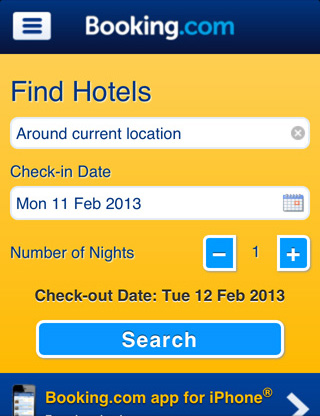 Booking.com
Find Hotels
Around current location
Check-in Date
Mon 11 Feb 2013
Number of Nights
− 1 +
Check-out Date: Tue 12 Feb 2013
Search
Booking.com app for iPhone®